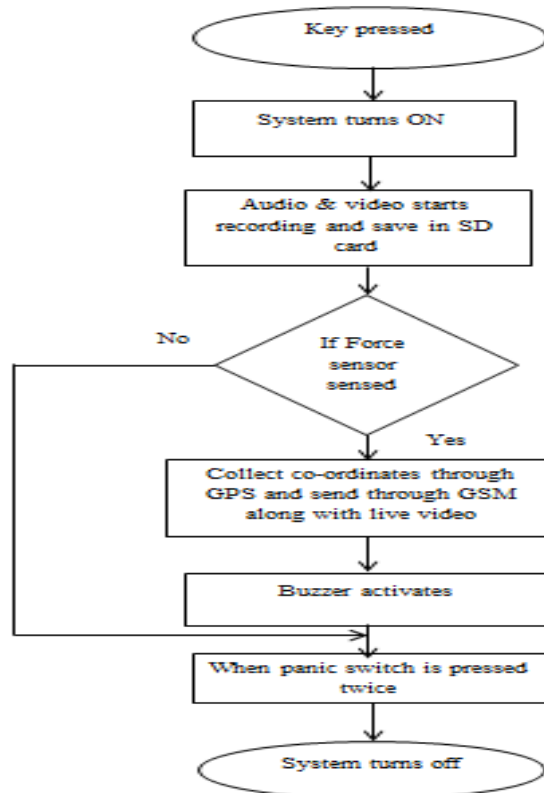 Key pressed
System turns ON
Audio & video starts
recording and save in SD
card
No
If Force
sensor
sensed
Yes
Collect co-ordinates through
GPS and send through GSM
along with live video
Buzzer activates
When panic switch is pressed
twice
System turns off